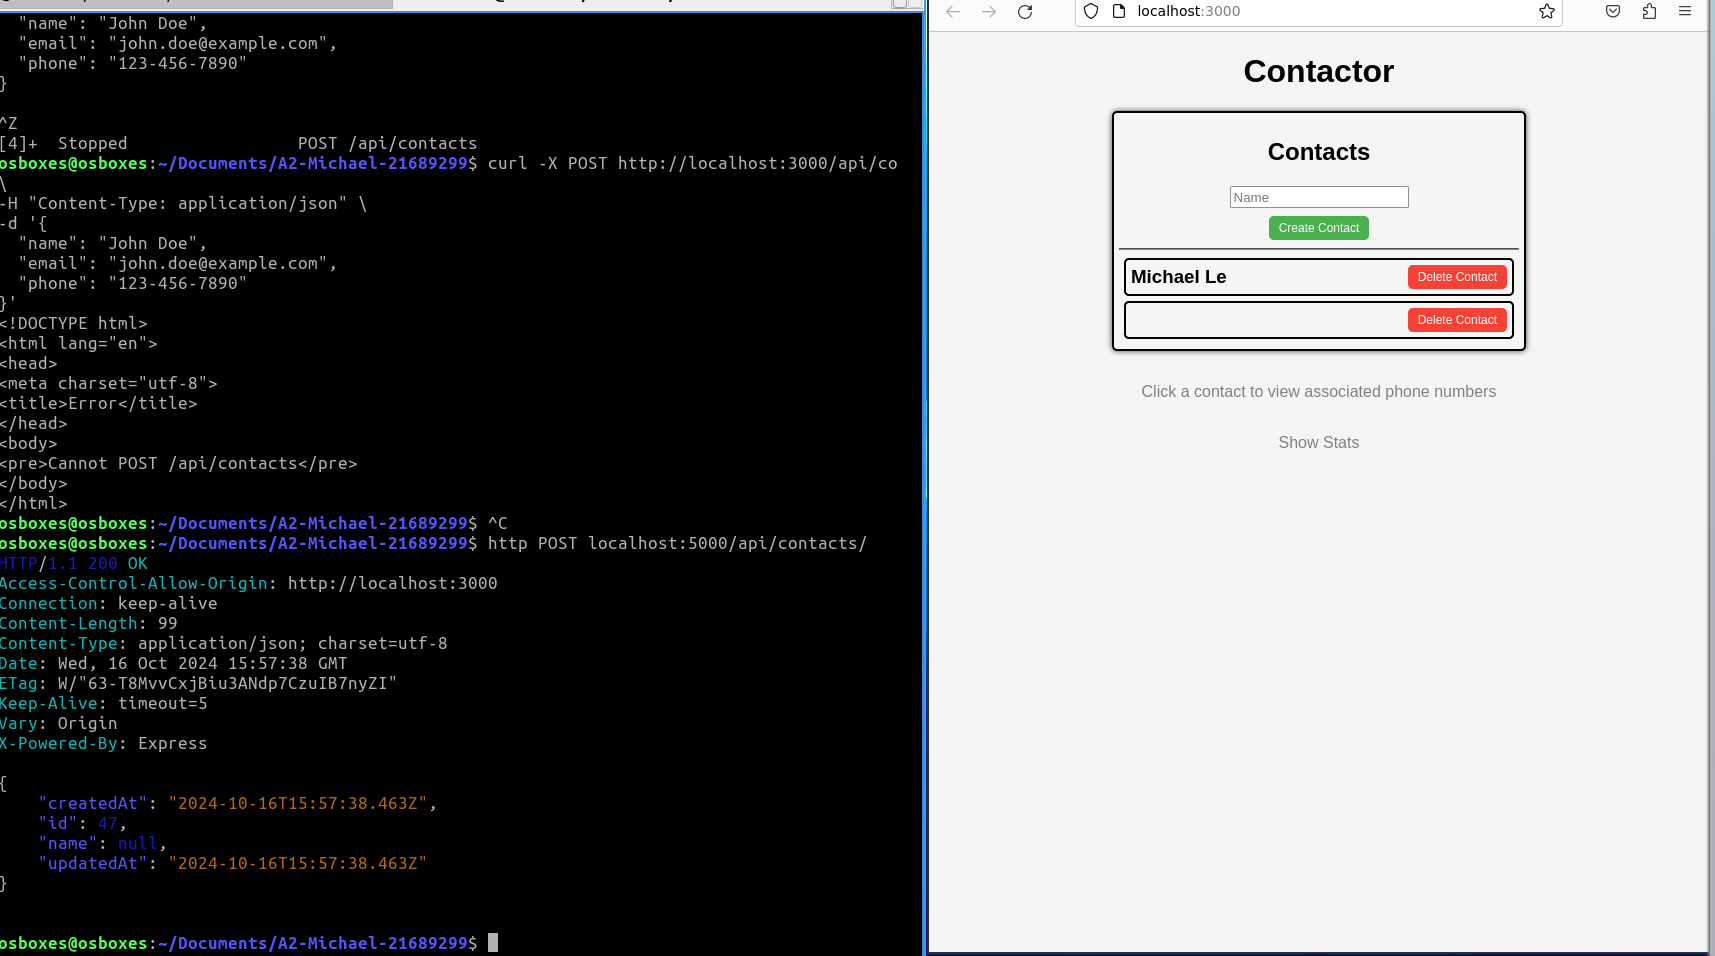 "name": "John Doe",
"email": "john.doe@example.com",
"phone": "123-456-7890"
}
^Z
[4]+  Stopped                 POST /api/contacts
osboxes@osboxes:~/Documents/A2-Michael-21689299$ curl -X POST http://localhost:3000/api/co
\
-H "Content-Type: application/json" \
-d '{
"name": "John Doe",
"email": "john.doe@example.com",
"phone": "123-456-7890"
}'
<!DOCTYPE html>
<html lang="en">
<head>
<meta charset="utf-8">
<title>Error</title>
</head>
<body>
<pre>Cannot POST /api/contacts</pre>
</body>
</html>
osboxes@osboxes:~/Documents/A2-Michael-21689299$ ^C
osboxes@osboxes:~/Documents/A2-Michael-21689299$ http POST localhost:5000/api/contacts/
HTTP/1.1 200 OK
Access-Control-Allow-Origin: http://localhost:3000
Connection: keep-alive
Content-Length: 99
Content-Type: application/json; charset=utf-8
Date: Wed, 16 Oct 2024 15:57:38 GMT
ETag: W/"63-T8MvvCxjBiu3ANdp7CzuIB7nyZI"
Keep-Alive: timeout=5
Vary: Origin
X-Powered-By: Express
{
"createdAt": "2024-10-16T15:57:38.463Z",
"id": 47,
"name": null,
"updatedAt": "2024-10-16T15:57:38.463Z"
}
osboxes@osboxes:~/Documents/A2-Michael-21689299$
localhost:3000
Contactor
Contacts
Name
Create Contact
Michael Le
Delete Contact
Delete Contact
Click a contact to view associated phone numbers
Show Stats